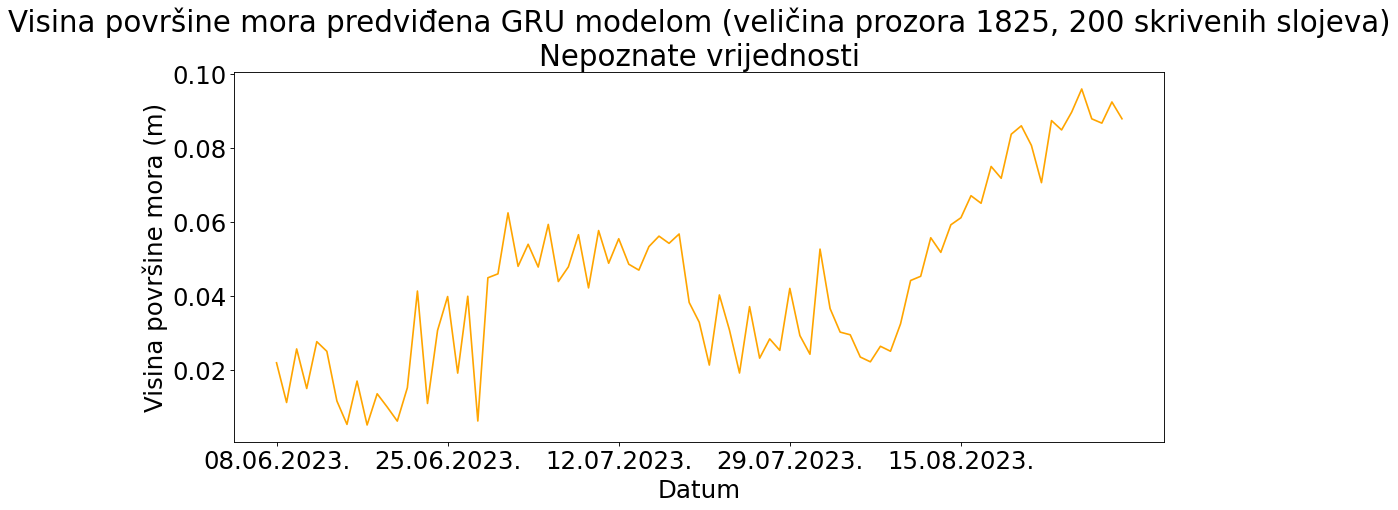 Visina površine mora predviđena GRU modelom (veličina prozora 1825, 200 skrivenih slojeva)
Nepoznate vrijednosti
Visina površine mora (m)
0.10
0.08
0.06
0.04
0.02
08.06.2023. 25.06.2023. 12.07.2023. 29.07.2023. 15.08.2023.
Datum